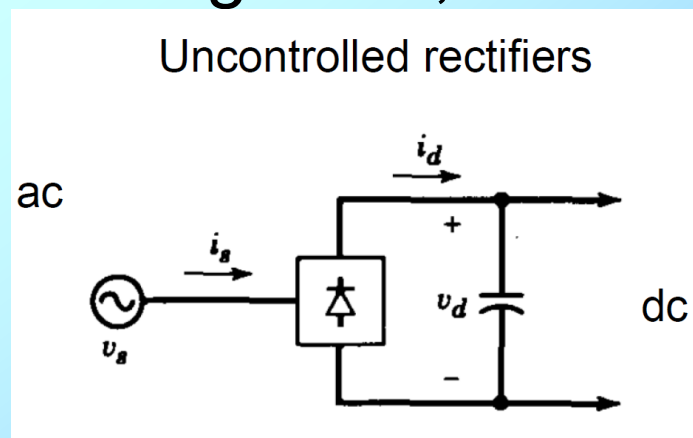 Uncontrolled rectifiers
i_d
ac
+
i_s
v_d
dc
v_s
−